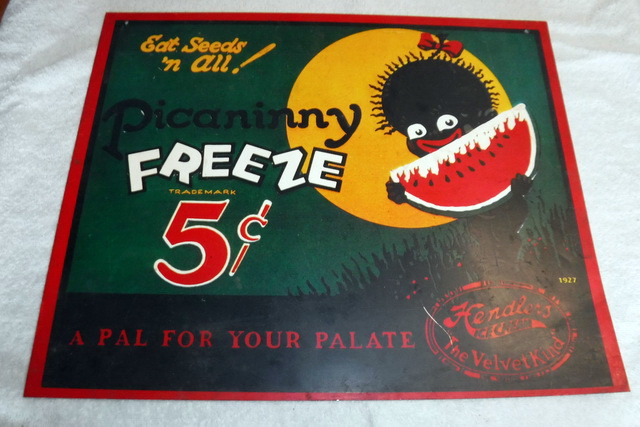 Eat Seeds
'n All!
Picaninny
FREEZE
TRADEMARK
5¢
1927
A PAL FOR YOUR PALATE
Hendler's
The Velvet Kind